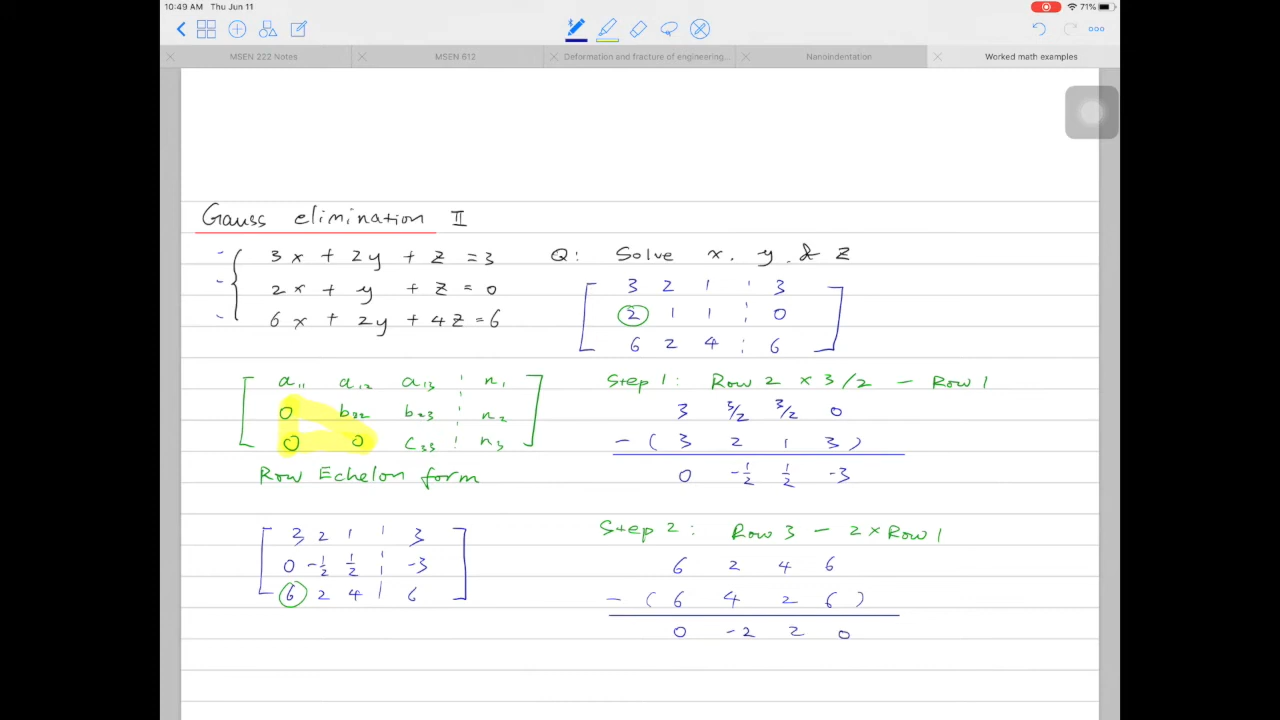 10:49 AM Thu Jun 11 71%
MSEN 222 Notes MSEN 612 Deformation and fracture of engineering... Nanoindentation Worked math examples
Gauss elimination II
3x + 2y + z = 3
2x + y + z = 0
6x + 2y + 4z = 6
Q: Solve x, y, & z
3 2 1 ¦ 3
2 1 1 ¦ 0
6 2 4 ¦ 6
a₁₁ a₁₂ a₁₃ ¦ n₁
0 b₂₂ b₂₃ ¦ n₂
0 0 c₃₃ ¦ n₃
Row Echelon form
Step 1: Row 2 × 3/2 – Row 1
3 3/2 3/2 0
– ( 3 2 1 3 )
0 -1/2 1/2 -3
3 2 1 ¦ 3
0 -1/2 1/2 ¦ -3
6 2 4 ¦ 6
Step 2: Row 3 – 2 × Row 1
6 2 4 6
– ( 6 4 2 6 )
0 -2 2 0